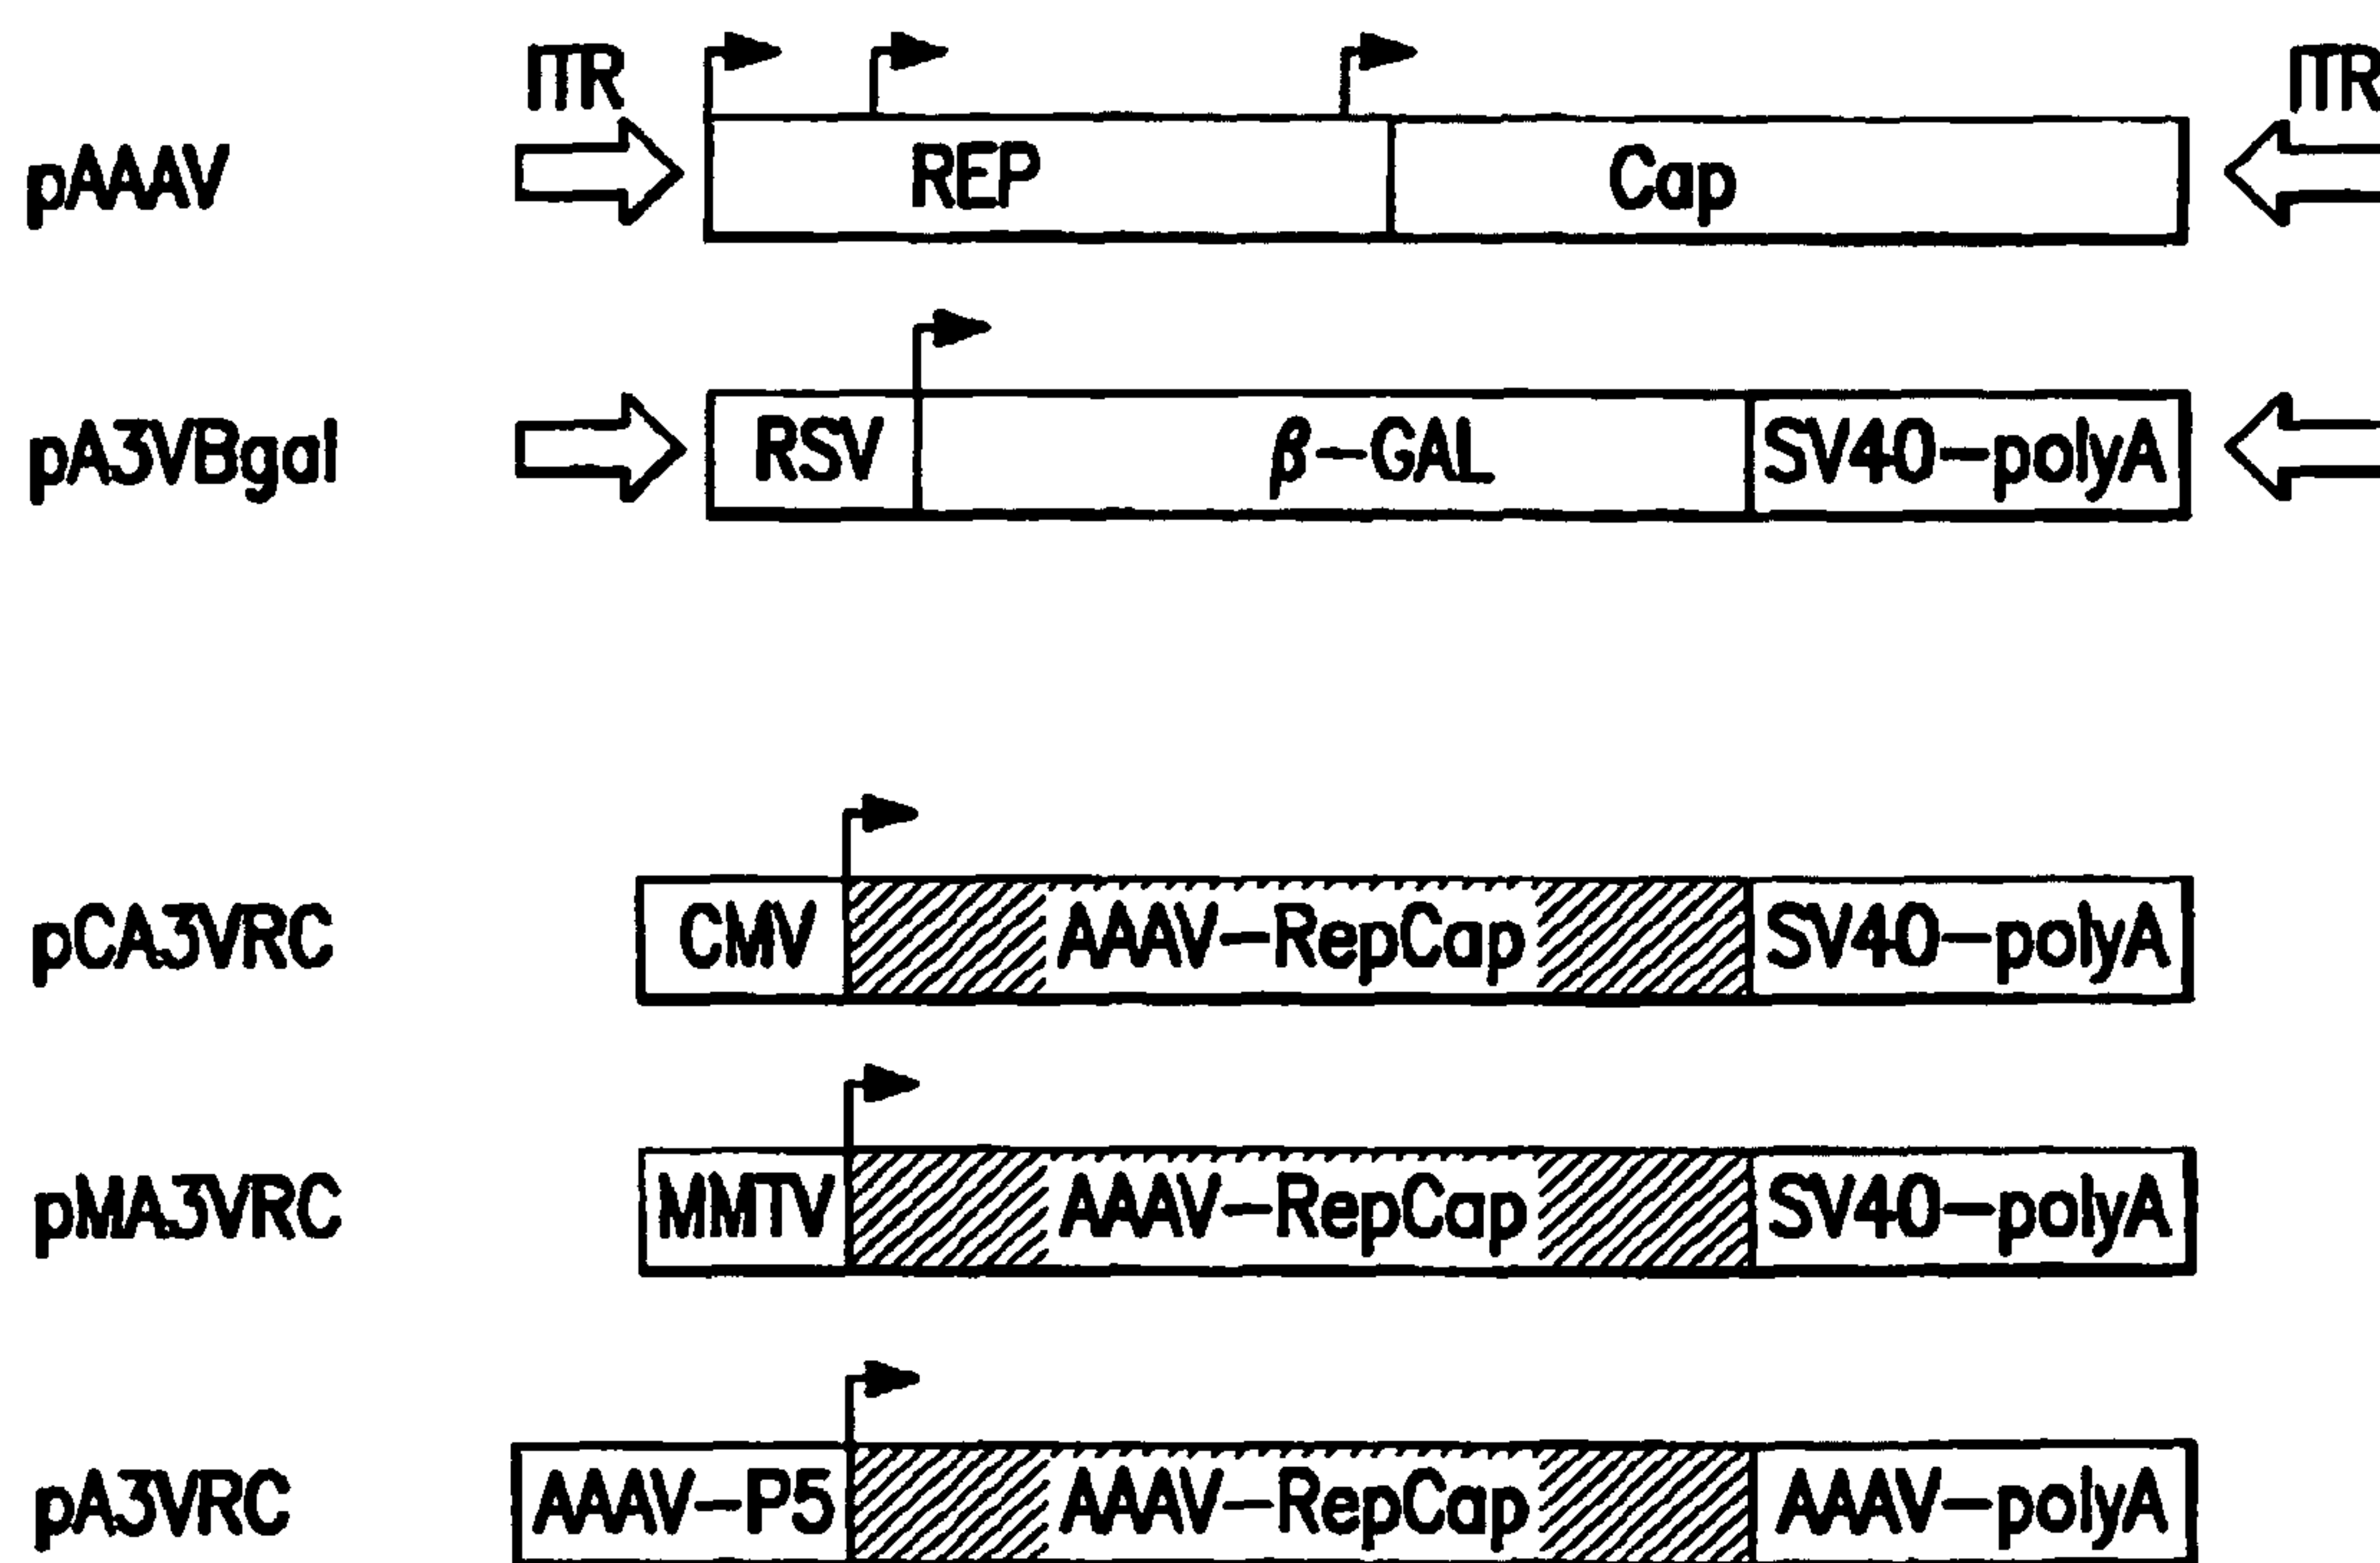 ITR ITR
pAAAV REP Cap
pA3VBgal RSV β-GAL SV40-polyA
pCA3VRC CMV AAAV-RepCap SV40-polyA
pMA3VRC MMTV AAAV-RepCap SV40-polyA
pA3VRC AAAV-P5 AAAV-RepCap AAAV-polyA